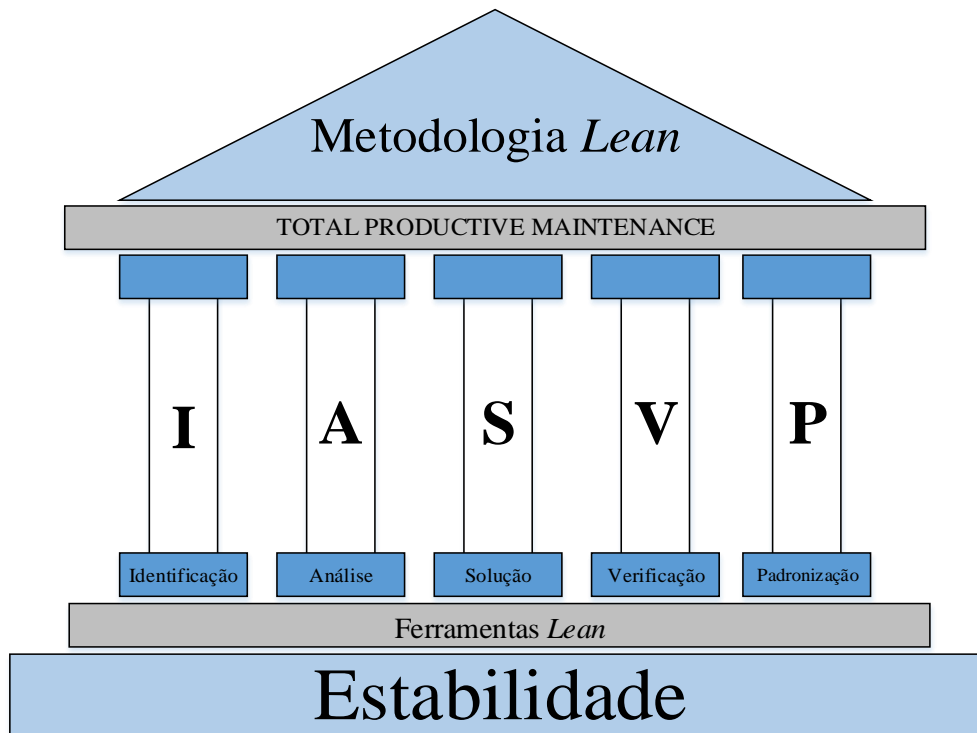 Metodologia Lean
TOTAL PRODUCTIVE MAINTENANCE
I A S V P
Identificação Análise Solução Verificação Padronização
Ferramentas Lean
Estabilidade